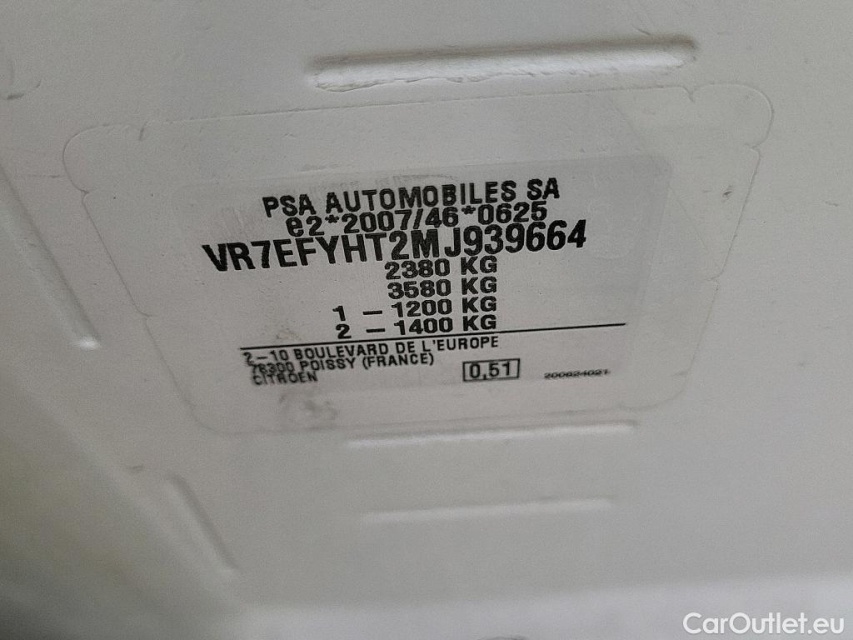 PSA AUTOMOBILES SA
e2*2007/46*0625
VR7EFYHT2MJ939664
2380 KG
3580 KG
1 - 1200 KG
2 - 1400 KG
2-10 BOULEVARD DE L'EUROPE
78300 POISSY (FRANCE)
CITROEN
0,51
200624021
CarOutlet.eu